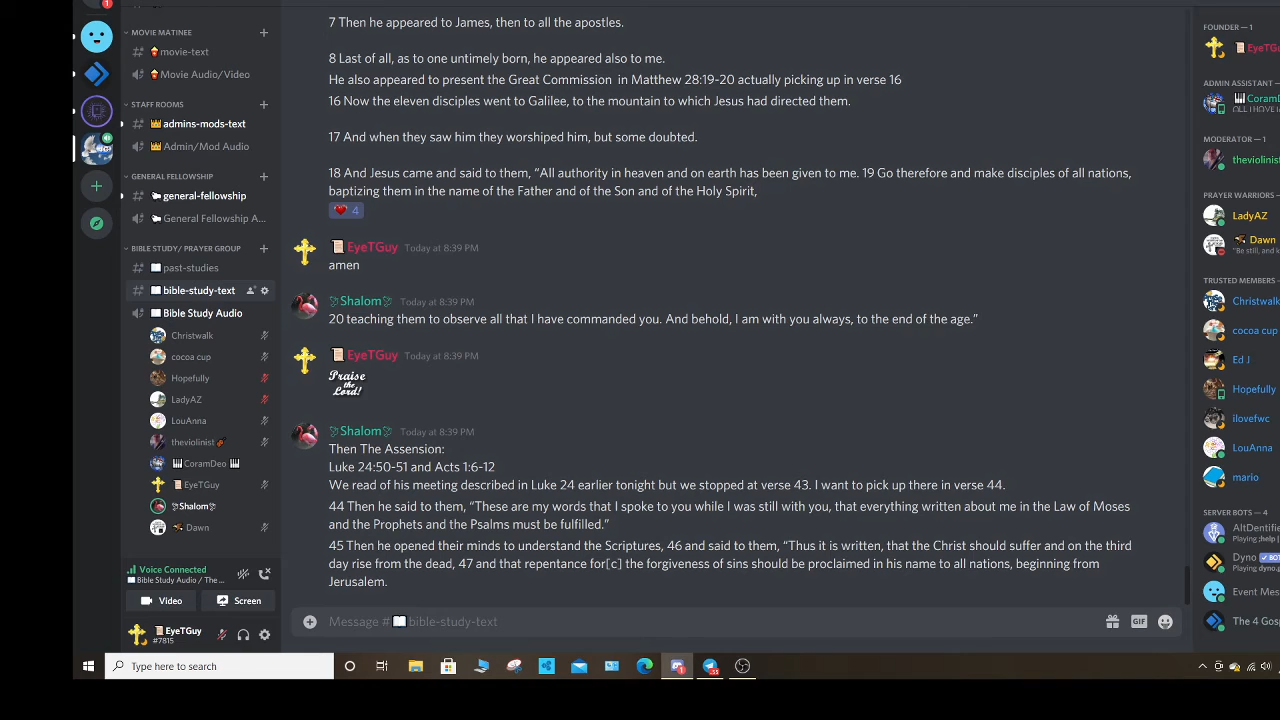 1
MOVIE MATINEE
movie-text
Movie Audio/Video
STAFF ROOMS
admins-mods-text
Admin/Mod Audio
GENERAL FELLOWSHIP
general-fellowship
General Fellowship A...
BIBLE STUDY/ PRAYER GROUP
past-studies
bible-study-text
Bible Study Audio
Christwalk
cocoa cup
Hopefully
LadyAZ
LouAnna
theviolinist
CoramDeo
EyeTGuy
Shalom
Dawn
Voice Connected
Bible Study Audio / The ...
Video
Screen
EyeTGuy
#7815
7 Then he appeared to James, then to all the apostles.
8 Last of all, as to one untimely born, he appeared also to me.
He also appeared to present the Great Commission in Matthew 28:19-20 actually picking up in verse 16
16 Now the eleven disciples went to Galilee, to the mountain to which Jesus had directed them.
17 And when they saw him they worshiped him, but some doubted.
18 And Jesus came and said to them, “All authority in heaven and on earth has been given to me. 19 Go therefore and make disciples of all nations,
baptizing them in the name of the Father and of the Son and of the Holy Spirit,
4
EyeTGuy Today at 8:39 PM
amen
Shalom Today at 8:39 PM
20 teaching them to observe all that I have commanded you. And behold, I am with you always, to the end of the age.”
EyeTGuy Today at 8:39 PM
Praise
the
Lord!
Shalom Today at 8:39 PM
Then The Assension:
Luke 24:50-51 and Acts 1:6-12
We read of his meeting described in Luke 24 earlier tonight but we stopped at verse 43. I want to pick up there in verse 44.
44 Then he said to them, “These are my words that I spoke to you while I was still with you, that everything written about me in the Law of Moses
and the Prophets and the Psalms must be fulfilled.”
45 Then he opened their minds to understand the Scriptures, 46 and said to them, “Thus it is written, that the Christ should suffer and on the third
day rise from the dead, 47 and that repentance for[c] the forgiveness of sins should be proclaimed in his name to all nations, beginning from
Jerusalem.
Message # bible-study-text
GIF
FOUNDER — 1
EyeTG
ADMIN ASSISTANT
CoramD
MODERATOR — 1
theviolinist
PRAYER WARRIORS
LadyAZ
Dawn
"Be still, and k
TRUSTED MEMBERS
Christwalk
cocoa cup
Ed J
Hopefully
ilovefwc
LouAnna
mario
SERVER BOTS — 4
AltDentifie
Playing ;help |
Dyno BO
Playing dyno.g
Event Mess
The 4 Gosp
Type here to search
1